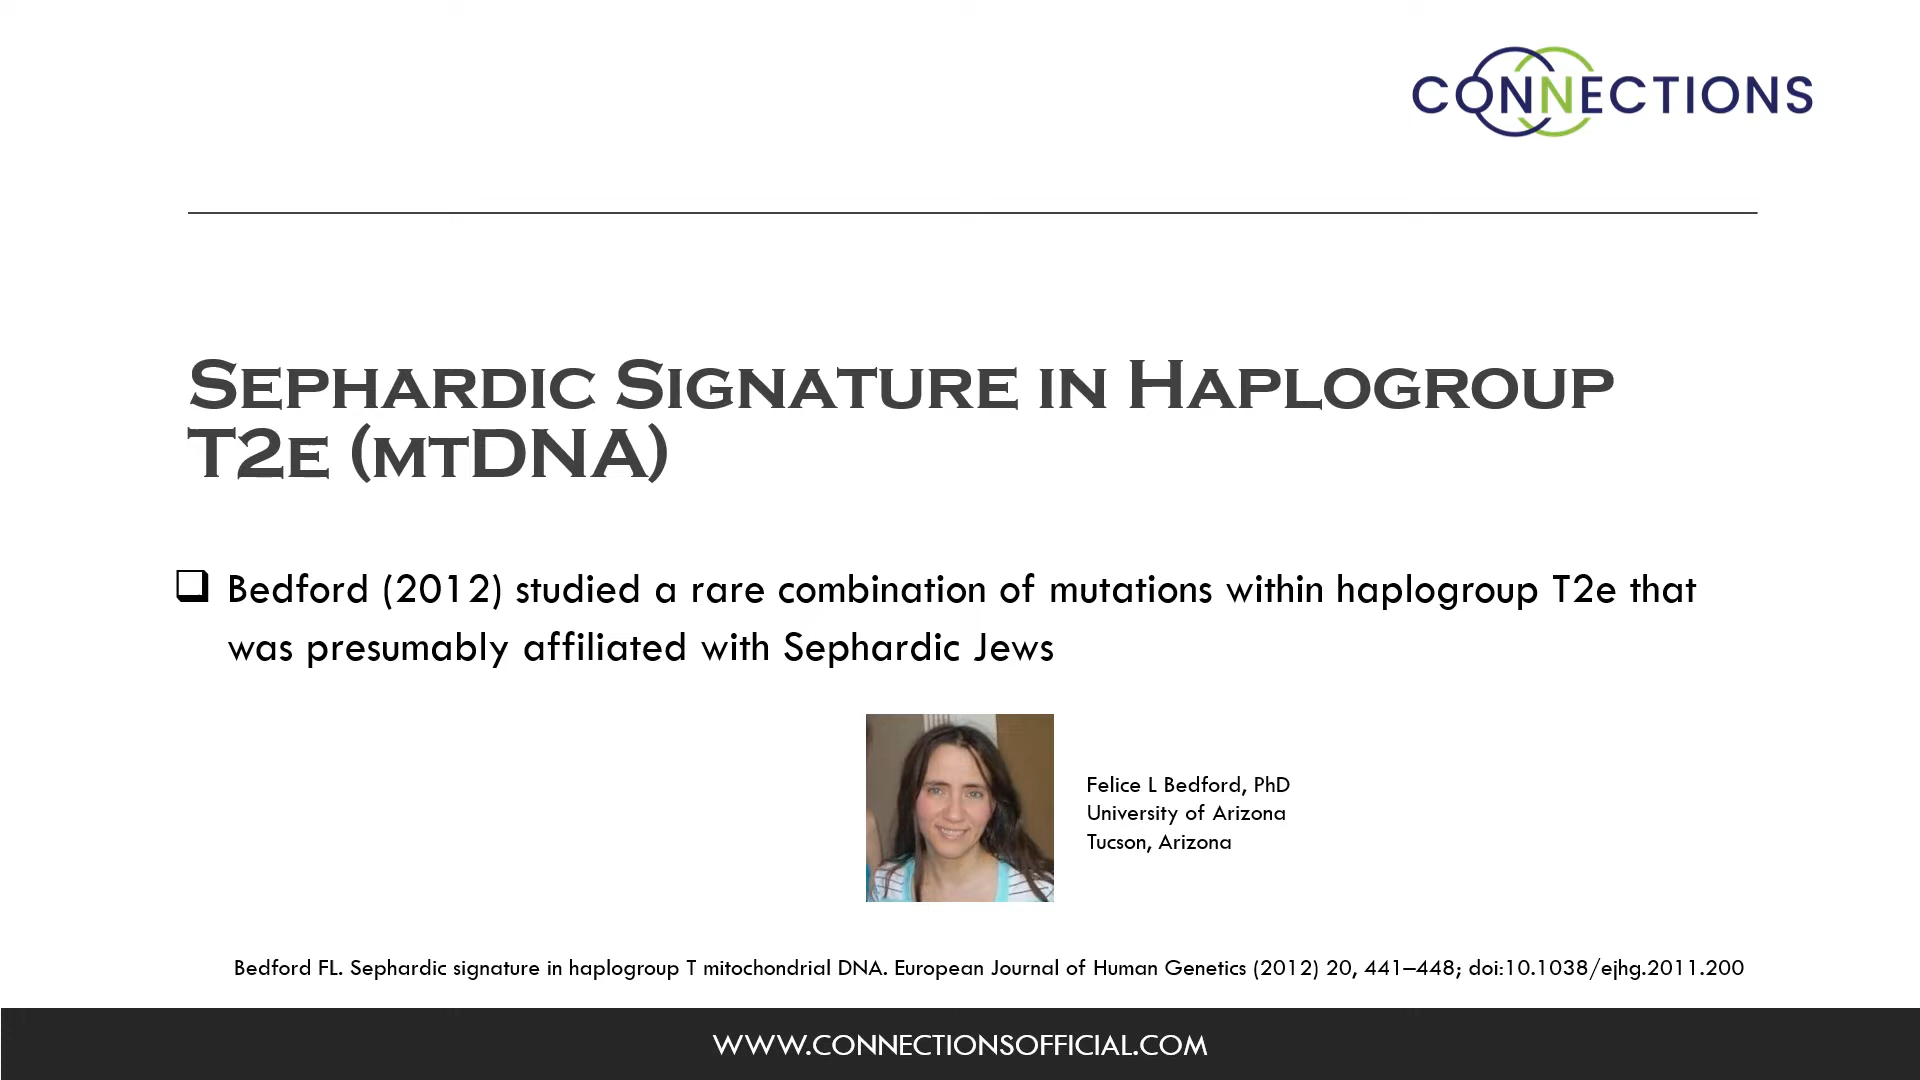 CONNECTIONS
Sephardic Signature in Haplogroup
T2e (mtDNA)
Bedford (2012) studied a rare combination of mutations within haplogroup T2e that
was presumably affiliated with Sephardic Jews
Felice L Bedford, PhD
University of Arizona
Tucson, Arizona
Bedford FL. Sephardic signature in haplogroup T mitochondrial DNA. European Journal of Human Genetics (2012) 20, 441–448; doi:10.1038/ejhg.2011.200
WWW.CONNECTIONSOFFICIAL.COM